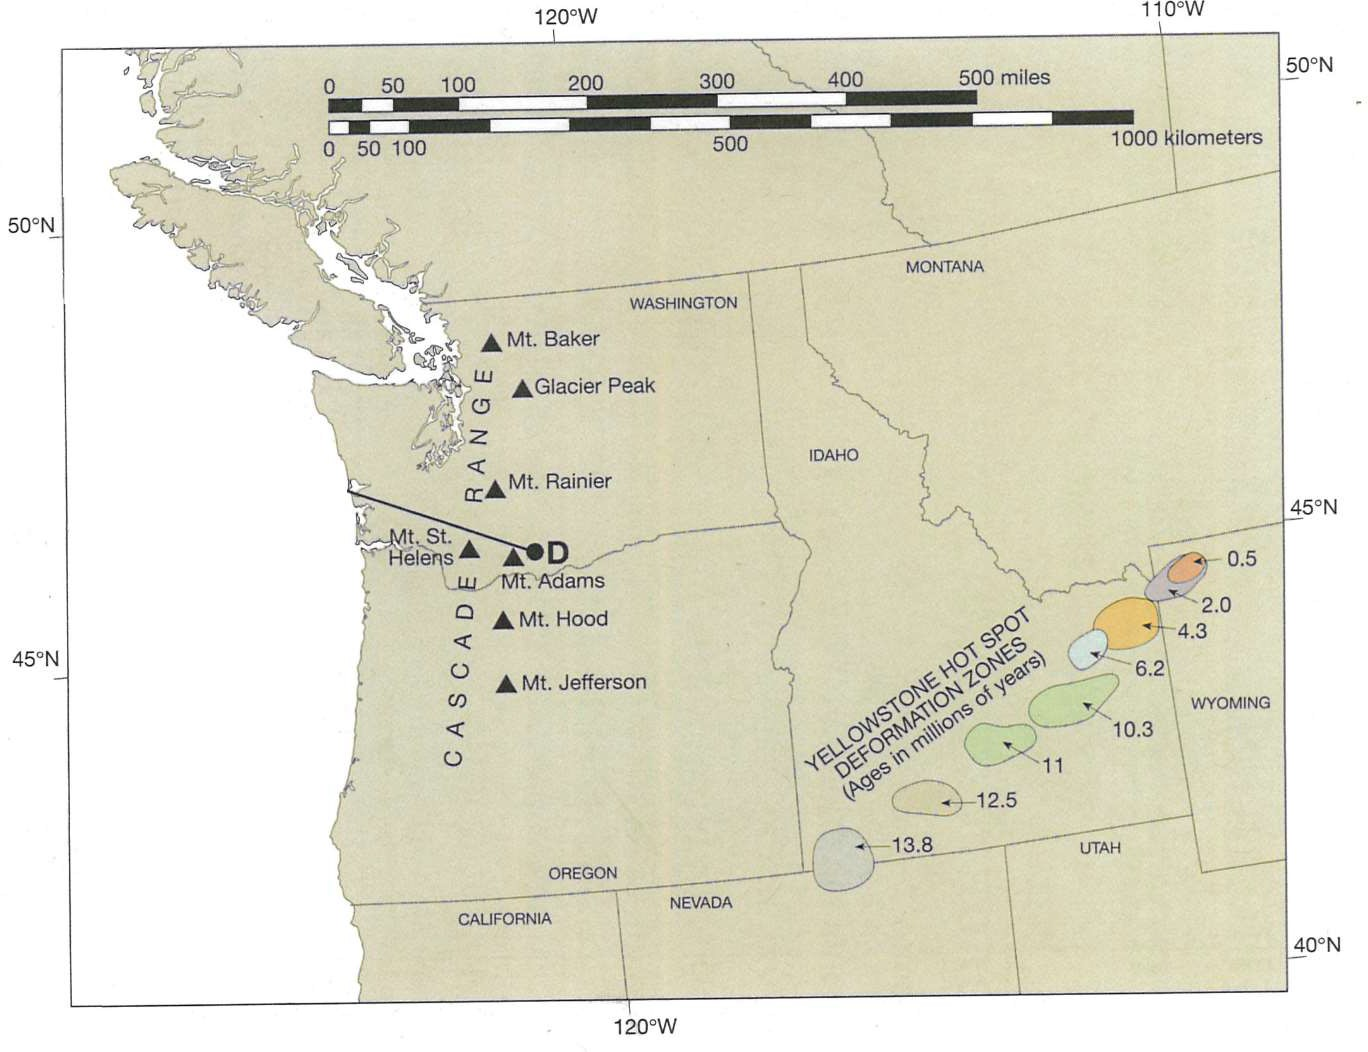 120°W
110°W
50°N
0 50 100 200 300 400 500 miles
0 50 100 500 1000 kilometers
50°N
MONTANA
WASHINGTON
Mt. Baker
Glacier Peak
RANGE
IDAHO
Mt. Rainier
45°N
Mt. St.
Helens
D
Mt. Adams
CASCADE
Mt. Hood
45°N
Mt. Jefferson
YELLOWSTONE HOT SPOT
DEFORMATION ZONES
(Ages in millions of years)
0.5
2.0
4.3
6.2
WYOMING
10.3
11
12.5
13.8
UTAH
OREGON
NEVADA
CALIFORNIA
40°N
120°W